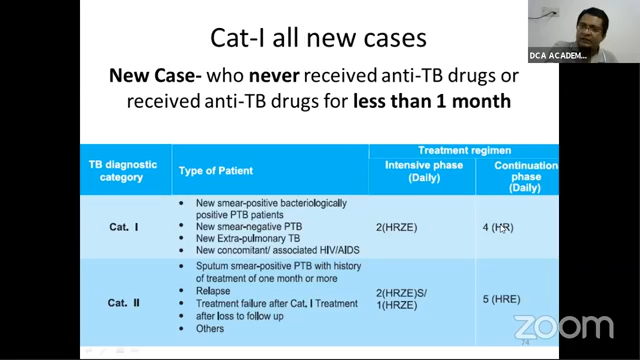 Cat-I all new cases
DCA ACADEM...
New Case- who never received anti-TB drugs or
received anti-TB drugs for less than 1 month
TB diagnostic
category
Type of Patient
Treatment regimen
Intensive phase
(Daily)
Continuation
phase
(Daily)
Cat. I
• New smear-positive bacteriologically
positive PTB patients
• New smear-negative PTB
• New Extra-pulmonary TB
• New concomitant/ associated HIV/AIDS
2(HRZE)
4 (HR)
Cat. II
• Sputum smear-positive PTB with history
of treatment of one month or more
• Relapse
• Treatment failure after Cat. I Treatment
• after loss to follow up
• Others
2(HRZE)S/
1(HRZE)
5 (HRE)
zoom
74